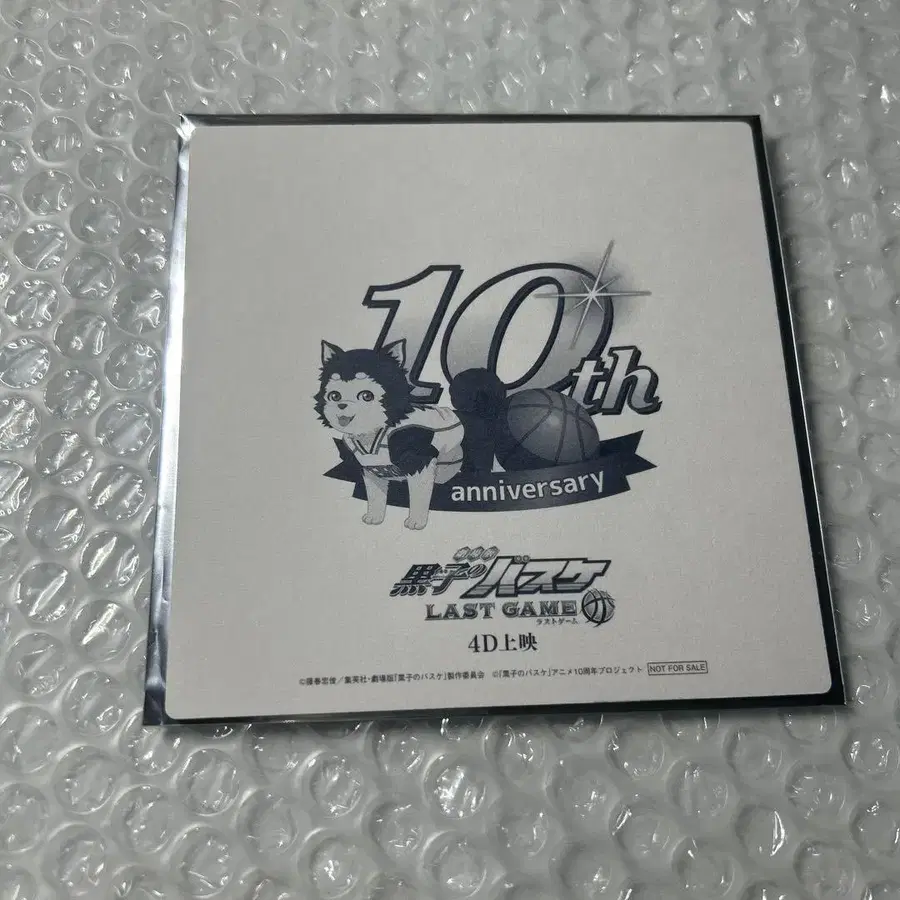 10th
anniversary
劇場版
黒子のバスケ
LAST GAME
ラストゲーム
4D上映
©藤巻忠俊／集英社・劇場版「黒子のバスケ」製作委員会 ©「黒子のバスケ」アニメ10周年プロジェクト NOT FOR SALE